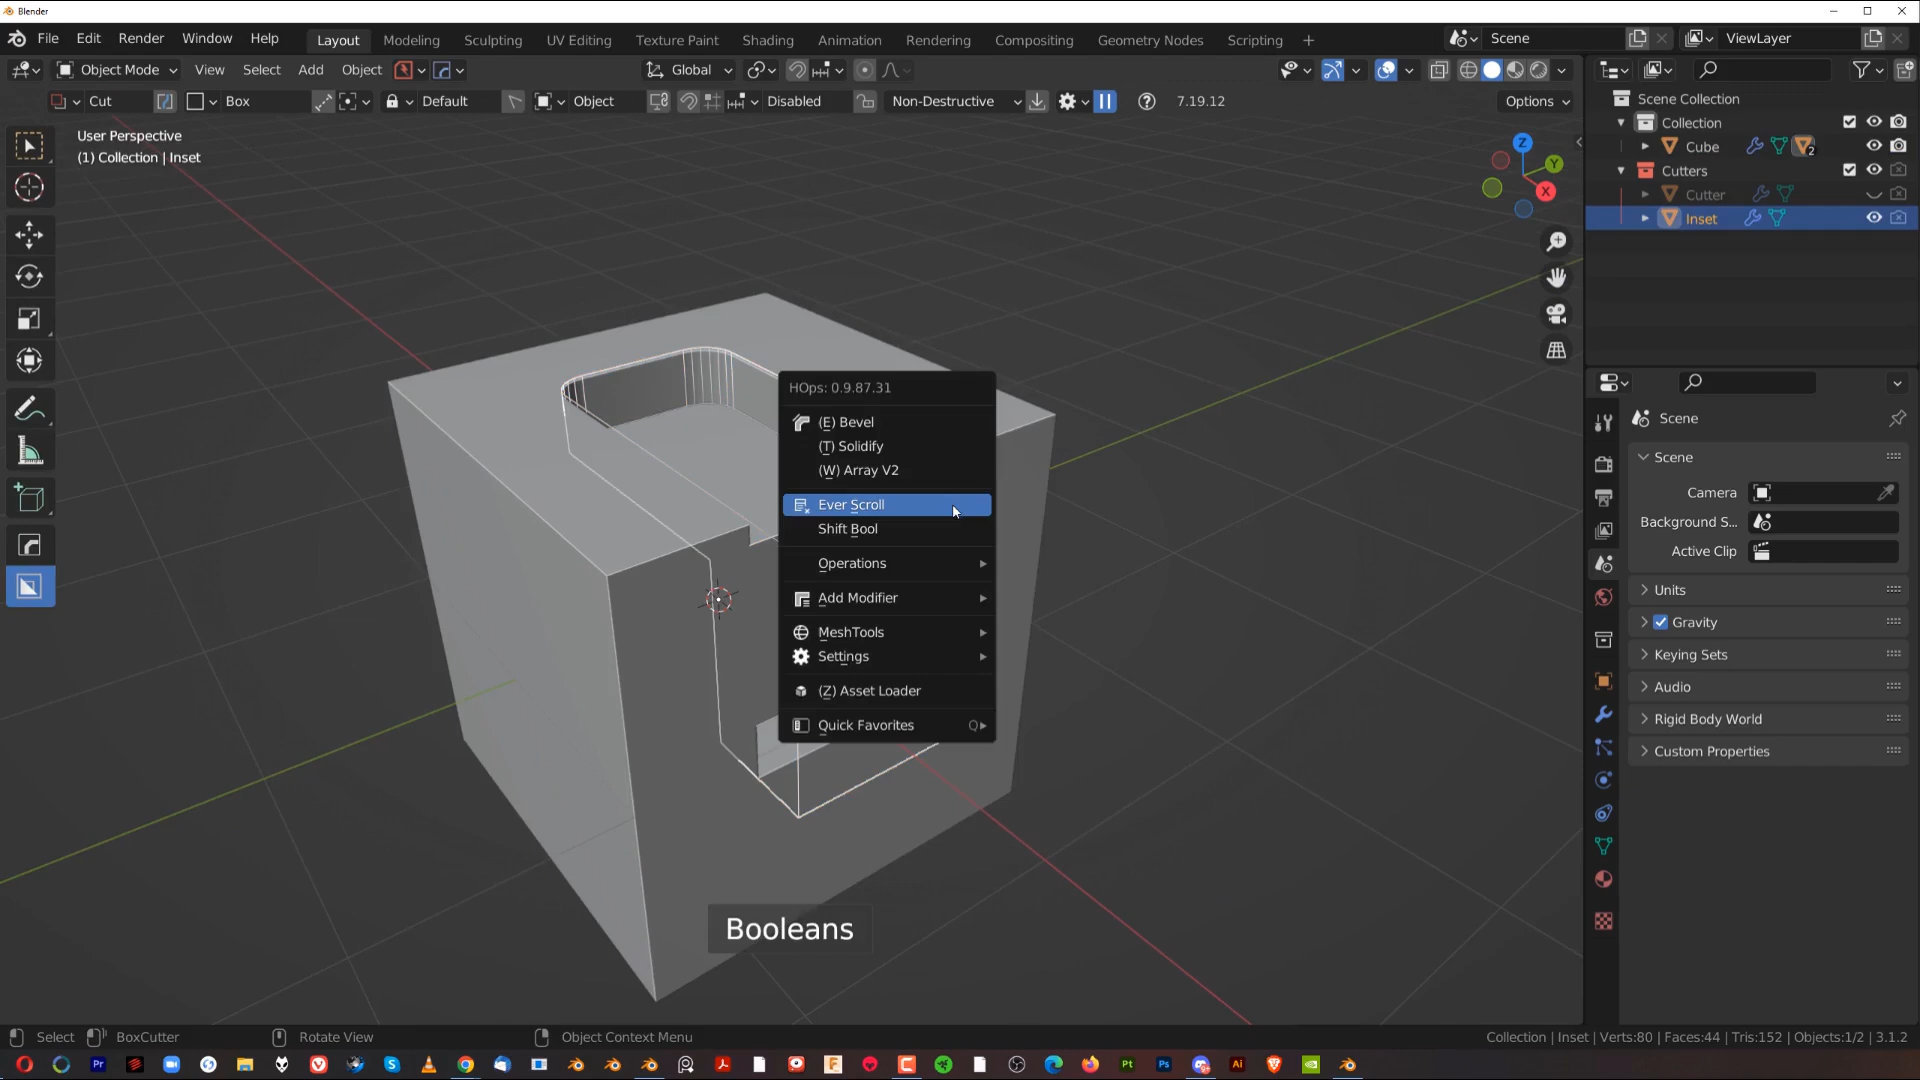 Blender
File Edit Render Window Help Layout Modeling Sculpting UV Editing Texture Paint Shading Animation Rendering Compositing Geometry Nodes Scripting + Scene ViewLayer
Object Mode View Select Add Object Global
Cut Box Default Object Disabled Non-Destructive 7.19.12 Options
User Perspective
(1) Collection | Inset
Z
Y
X
HOps: 0.9.87.31
(E) Bevel
(T) Solidify
(W) Array V2
Ever Scroll
Shift Bool
Operations
Add Modifier
MeshTools
Settings
(Z) Asset Loader
Quick Favorites Q
Booleans
Scene Collection
Collection
Cube 2
Cutters
Cutter
Inset
Scene
Scene
Camera
Background S...
Active Clip
Units
Gravity
Keying Sets
Audio
Rigid Body World
Custom Properties
Select BoxCutter Rotate View Object Context Menu Collection | Inset | Verts:80 | Faces:44 | Tris:152 | Objects:1/2 | 3.1.2
Pr S F C Pt Ps Ai